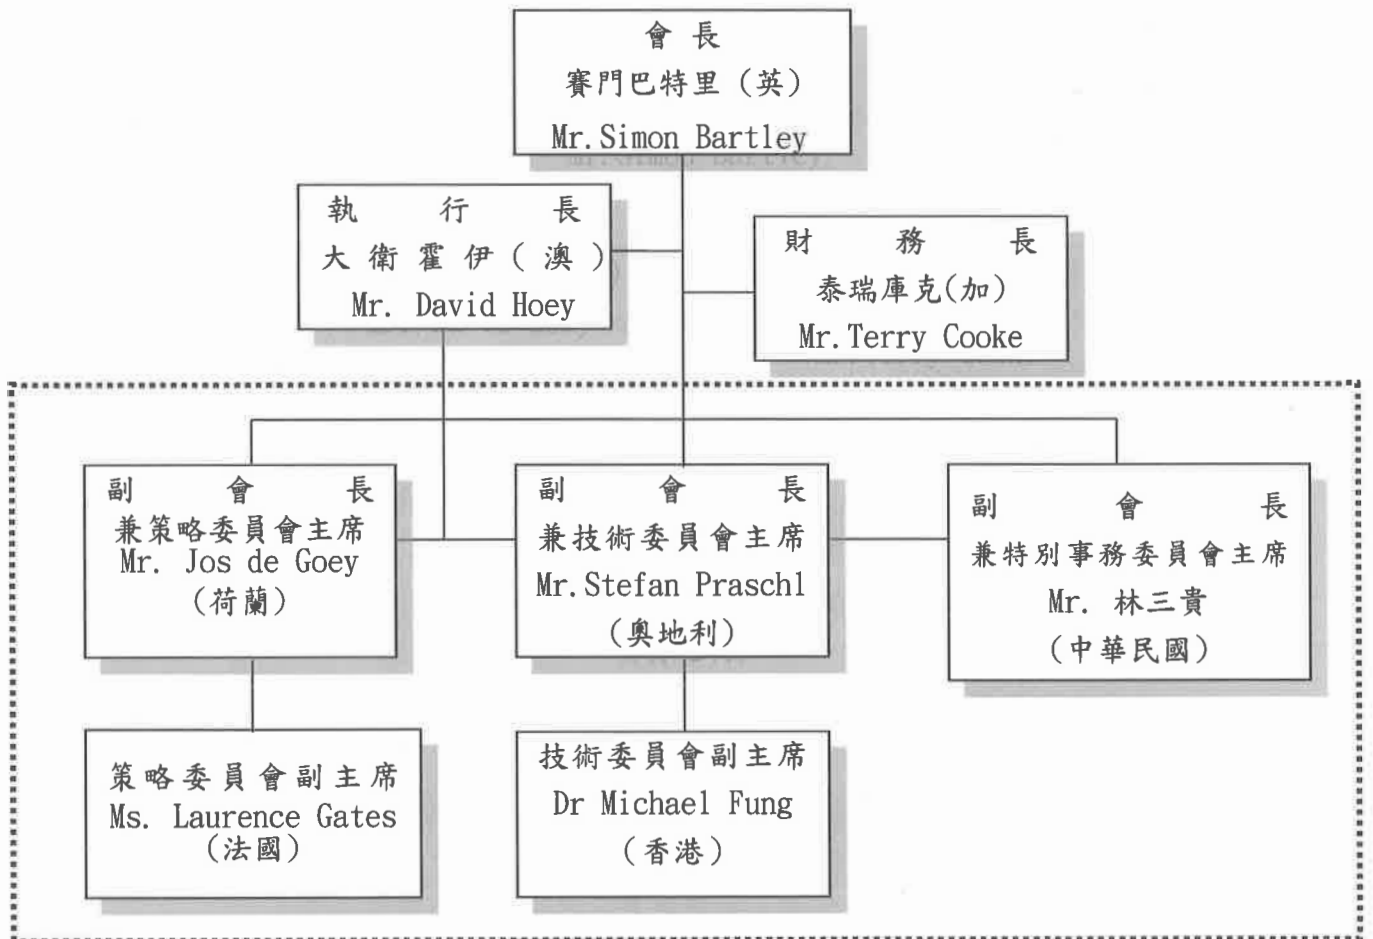 會長
賽門巴特里（英）
Mr.Simon Bartley
執行長
大衛霍伊(澳)
Mr. David Hoey
財務長
泰瑞庫克(加)
Mr.Terry Cooke
副會長
兼策略委員會主席
Mr. Jos de Goey
(荷蘭)
副會長
兼技術委員會主席
Mr.Stefan Praschl
(奧地利)
副會長
兼特別事務委員會主席
Mr. 林三貴
(中華民國)
策略委員會副主席
Ms. Laurence Gates
(法國)
技術委員會副主席
Dr Michael Fung
(香港)